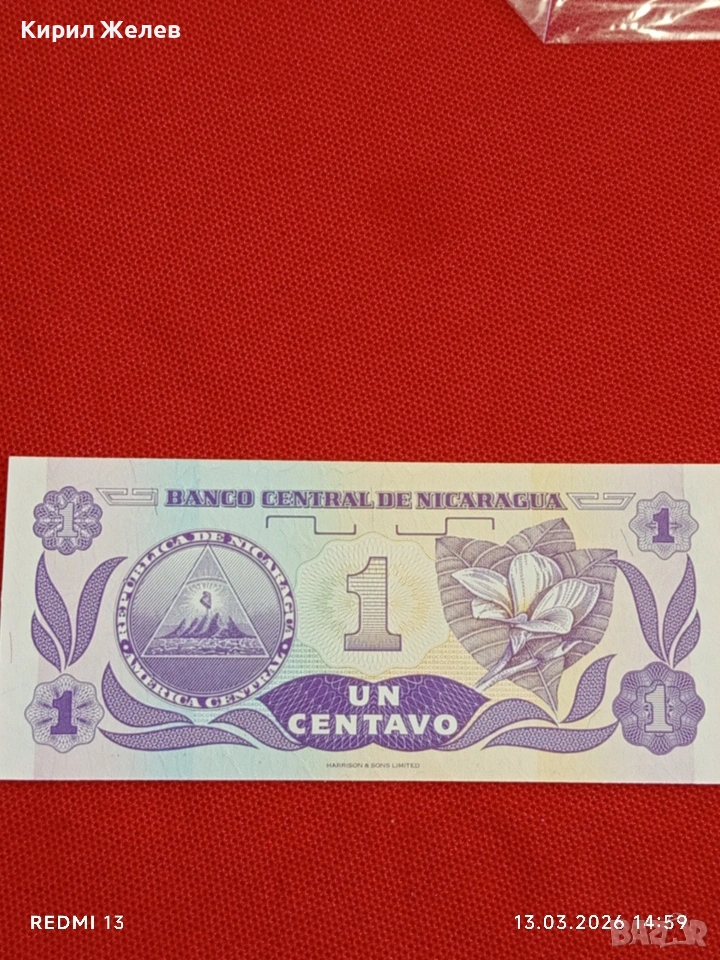 Кирил Желев
BANCO CENTRAL DE NICARAGUA
1
1
REPUBLICA DE NICARAGUA
AMERICA CENTRAL
1
UN
CENTAVO
1
1
HARRISON & SONS LIMITED
REDMI 13
13.03.2026 14:59
BAZAR